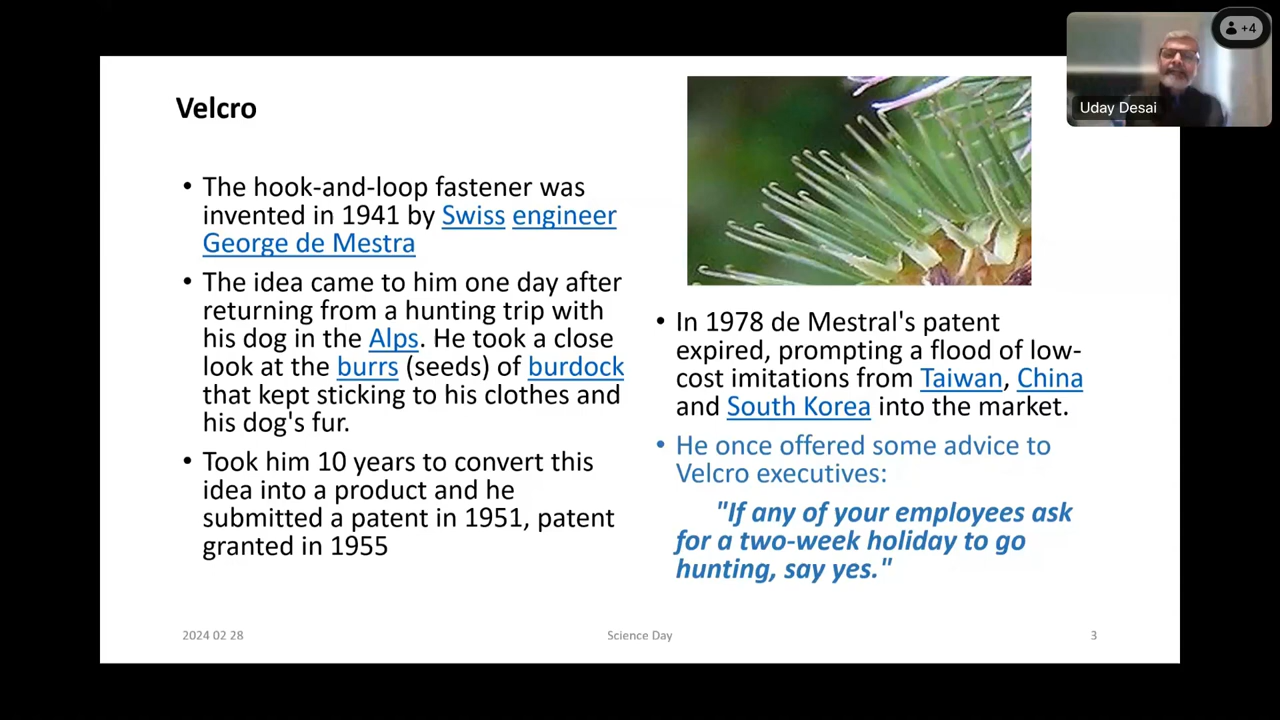 Velcro
• The hook-and-loop fastener was
invented in 1941 by Swiss engineer
George de Mestra
• The idea came to him one day after
returning from a hunting trip with
his dog in the Alps. He took a close
look at the burrs (seeds) of burdock
that kept sticking to his clothes and
his dog's fur.
• Took him 10 years to convert this
idea into a product and he
submitted a patent in 1951, patent
granted in 1955
• In 1978 de Mestral's patent
expired, prompting a flood of low-
cost imitations from Taiwan, China
and South Korea into the market.
• He once offered some advice to
Velcro executives:
"If any of your employees ask
for a two-week holiday to go
hunting, say yes."
2024 02 28
Science Day
3
+4
Uday Desai